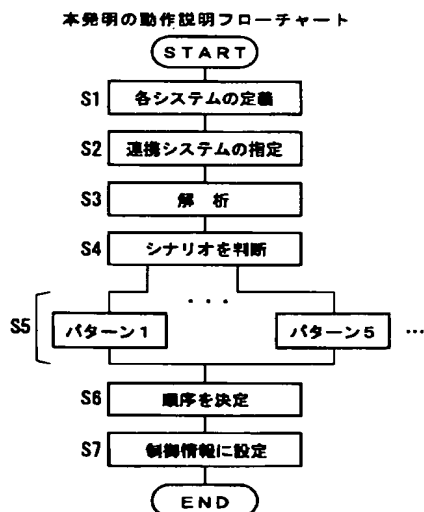 本発明の動作説明フローチャート
START
S1 各システムの定義
S2 連携システムの指定
S3 解 析
S4 シナリオを判断
...
S5 パターン1 パターン5 ...
S6 順序を決定
S7 制御情報に設定
END